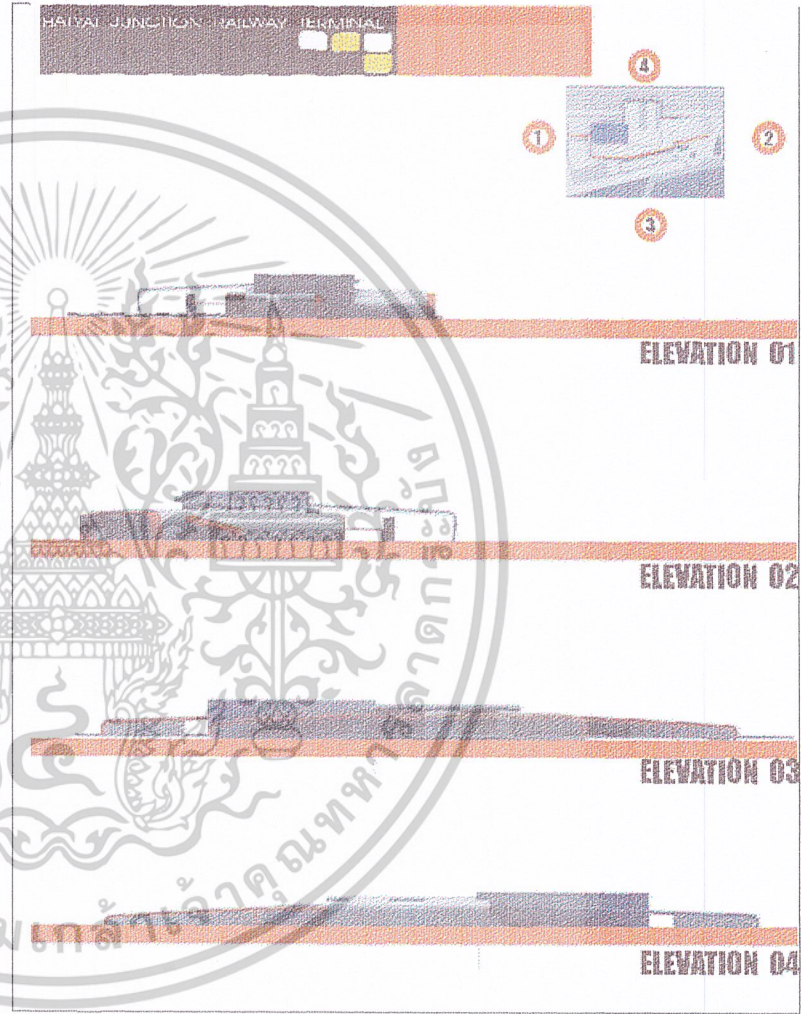 HATYAI JUNCTION RAILWAY TERMINAL
4
1
2
3
ELEVATION 01
ELEVATION 02
ELEVATION 03
ELEVATION 04